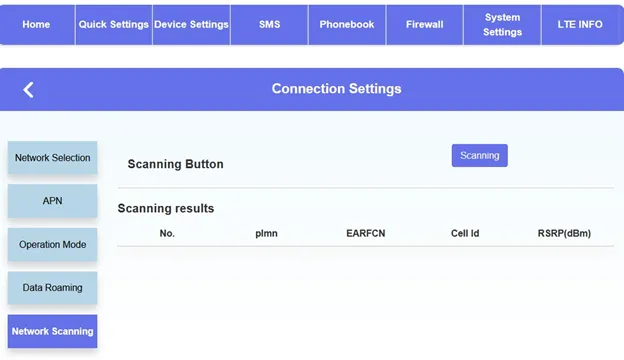 Home Quick Settings Device Settings SMS Phonebook Firewall System Settings LTE INFO
Connection Settings
Network Selection
APN
Operation Mode
Data Roaming
Network Scanning
Scanning Button Scanning
Scanning results
No. plmn EARFCN Cell Id RSRP(dBm)